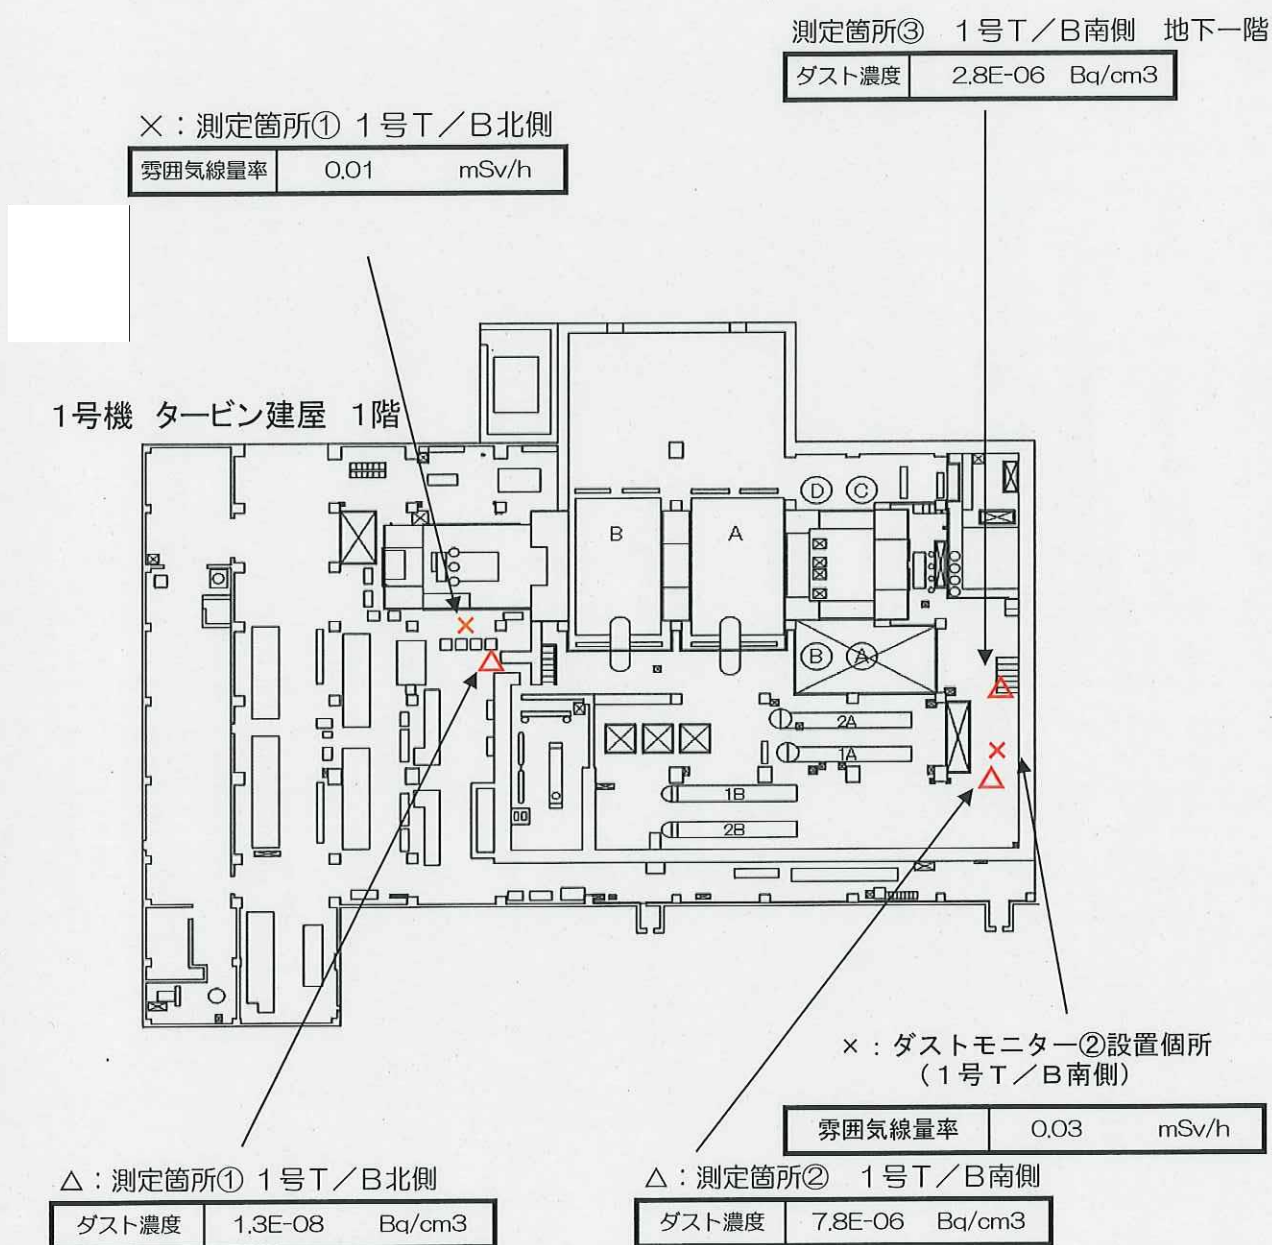 測定箇所③ 1号T/B南側 地下一階
ダスト濃度 2.8E-06 Bq/cm3
×:測定箇所① 1号T/B北側
雰囲気線量率 0.01 mSv/h
1号機 タービン建屋 1階
D C
B A
B A
2A
1A
1B
2B
×:ダストモニター②設置個所
(1号T/B南側)
雰囲気線量率 0.03 mSv/h
△:測定箇所① 1号T/B北側
ダスト濃度 1.3E-08 Bq/cm3
△:測定箇所② 1号T/B南側
ダスト濃度 7.8E-06 Bq/cm3